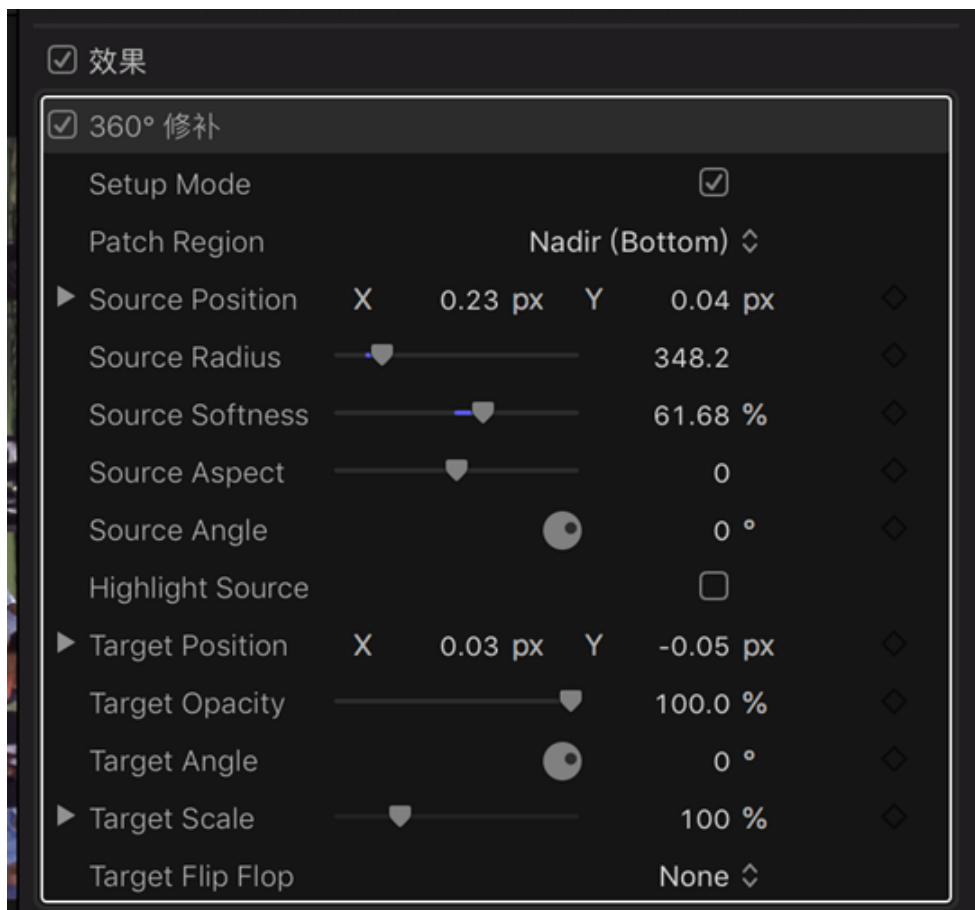 效果
360° 修补
Setup Mode
Patch Region Nadir (Bottom)
Source Position X 0.23 px Y 0.04 px
Source Radius 348.2
Source Softness 61.68 %
Source Aspect 0
Source Angle 0 °
Highlight Source
Target Position X 0.03 px Y -0.05 px
Target Opacity 100.0 %
Target Angle 0 °
Target Scale 100 %
Target Flip Flop None